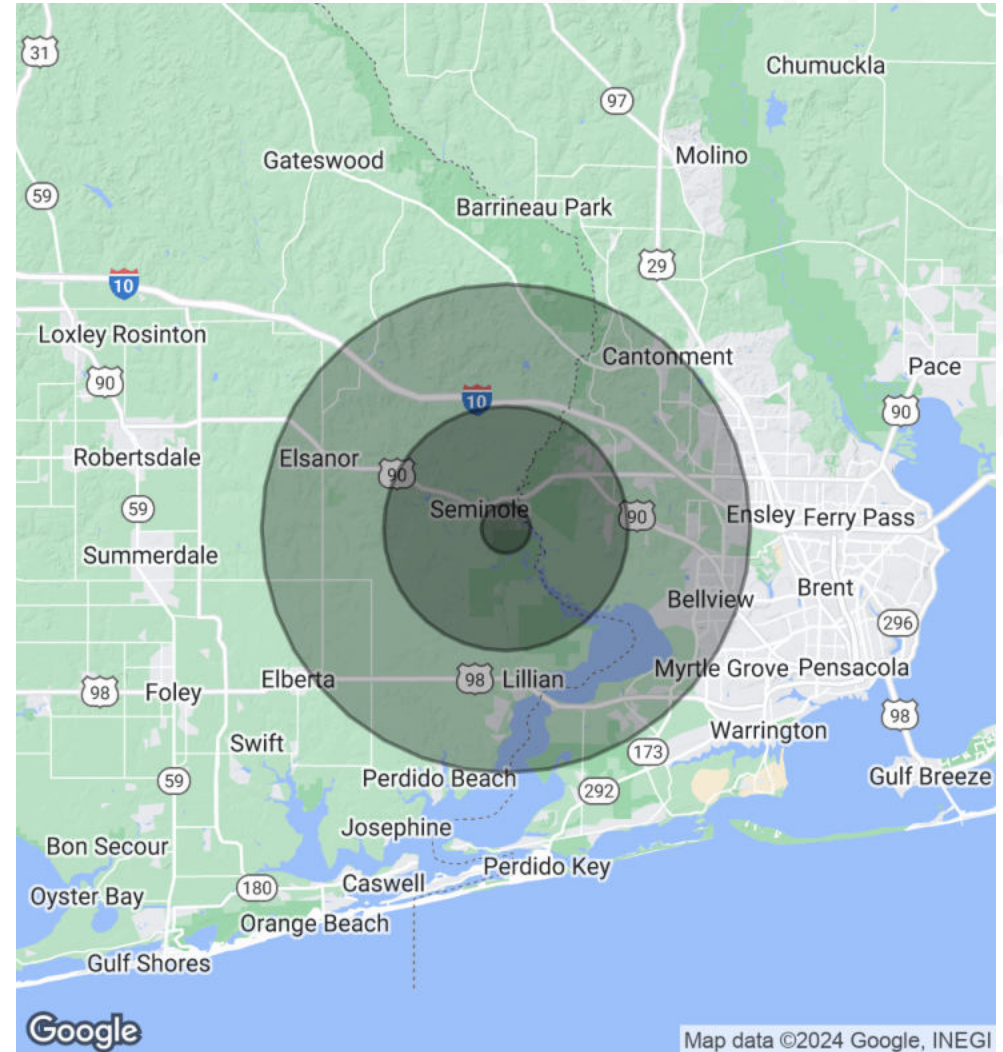 31
Chumuckla
97
Gateswood
Molino
59
Barrineau Park
29
10
Loxley Rosinton
Cantonment
Pace
90
10
90
Robertsdale
Elsanor
90
59
Seminole
90
Ensley Ferry Pass
Summerdale
Brent
Bellview
296
98
Foley
Elberta
98
Lillian
Myrtle Grove
Pensacola
98
Swift
Warrington
173
59
Perdido Beach
292
Gulf Breeze
Josephine
Bon Secour
Perdido Key
Oyster Bay
180
Caswell
Orange Beach
Gulf Shores
Google
Map data ©2024 Google, INEGI